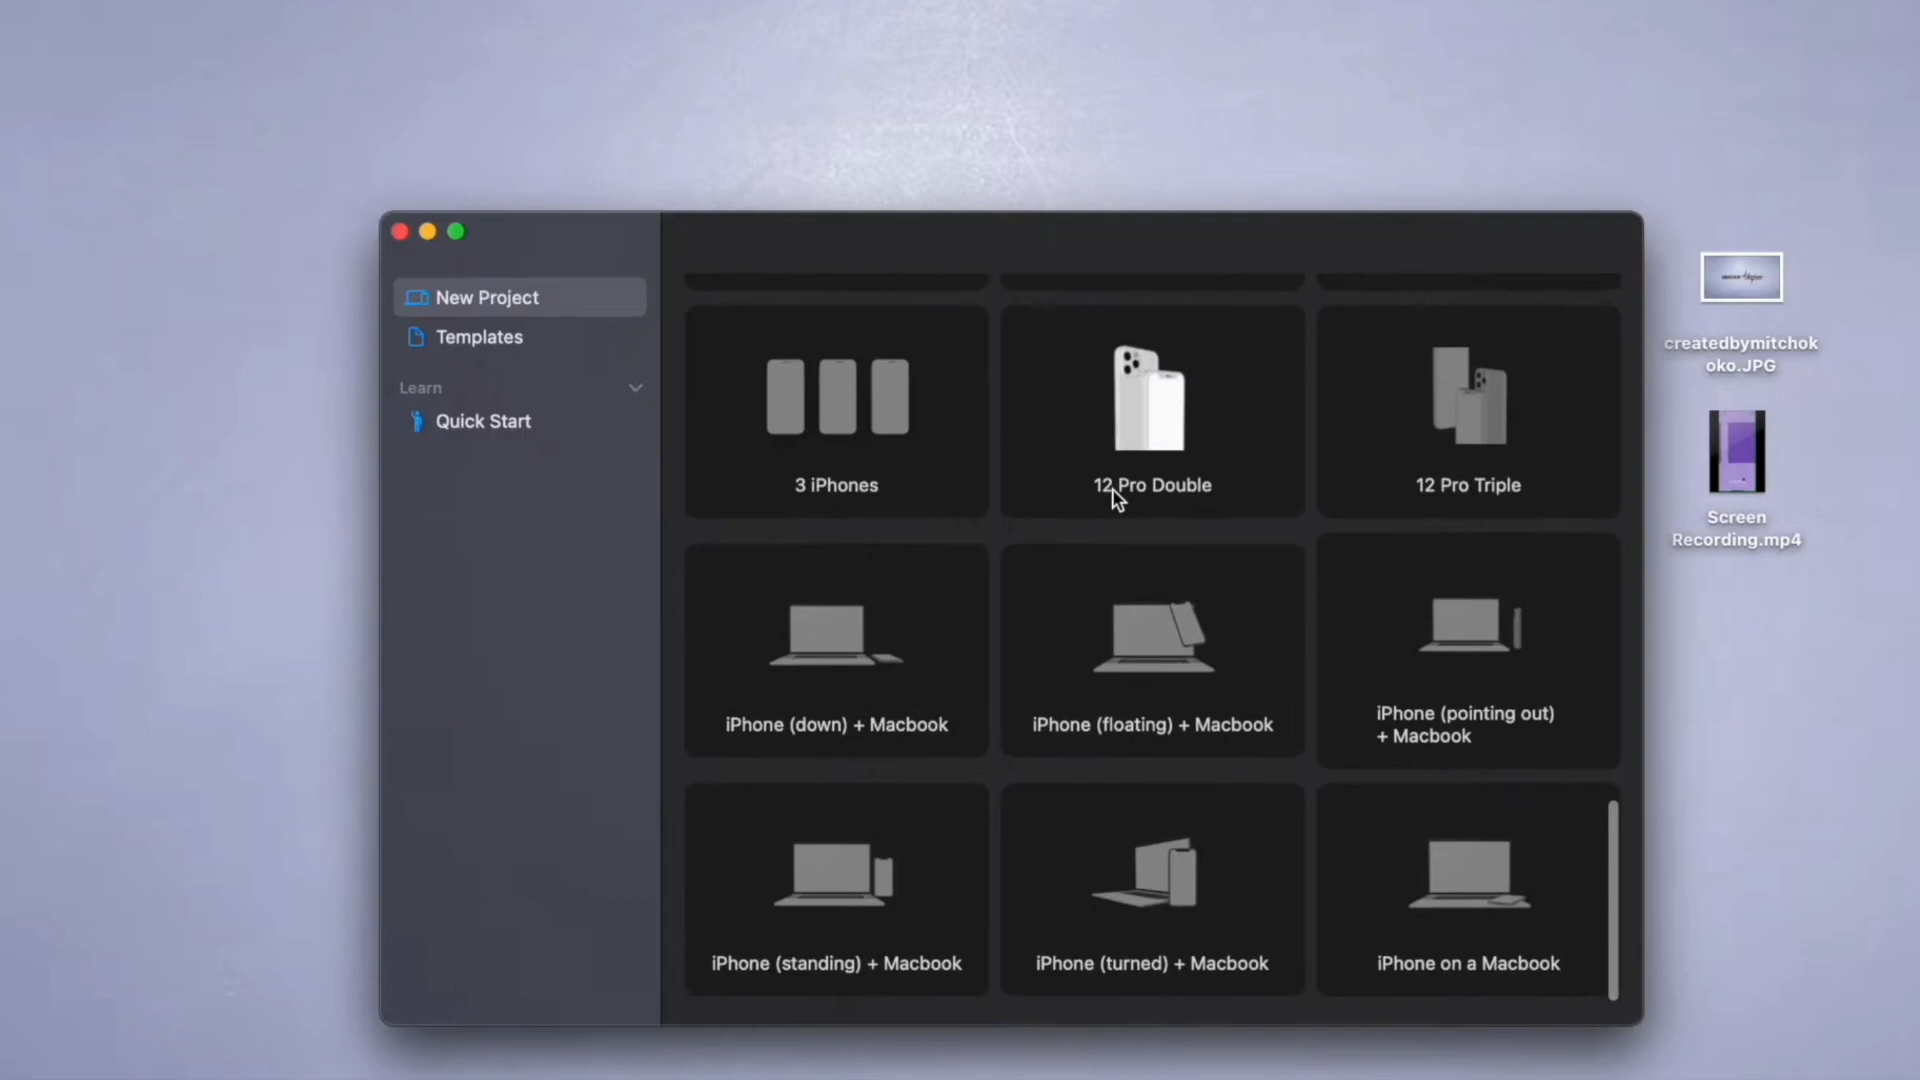 New Project
Templates
Learn
Quick Start
3 iPhones
12 Pro Double
12 Pro Triple
iPhone (down) + Macbook
iPhone (floating) + Macbook
iPhone (pointing out)
+ Macbook
iPhone (standing) + Macbook
iPhone (turned) + Macbook
iPhone on a Macbook
createdbymitchok
oko.JPG
Screen
Recording.mp4